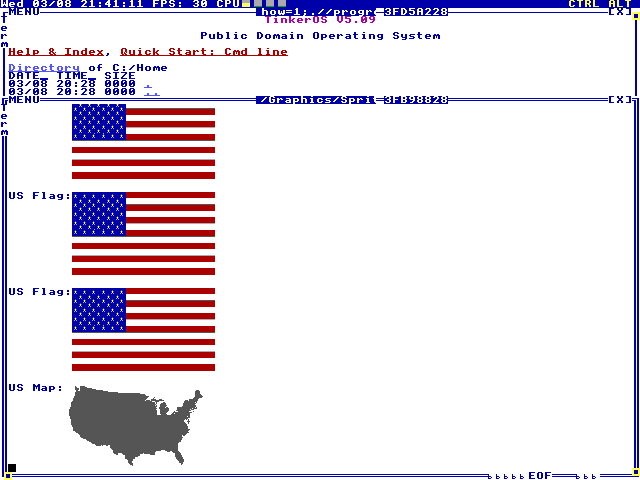 Wed 03/08 21:41:11 FPS: 30 CPU CTRL ALT
MENU how=1;.//progre 3FD5A228 [X]
TinkerOS V5.09
Public Domain Operating System
Help & Index, Quick Start: Cmd line
Directory of C:/Home
DATE_ TIME_ SIZE
03/08 20:28 0000 .
03/08 20:28 0000 ..
Term
MENU /Graphics/Sprit 3FB98828 [X]
Term
US Flag:
US Flag:
US Map:
EOF